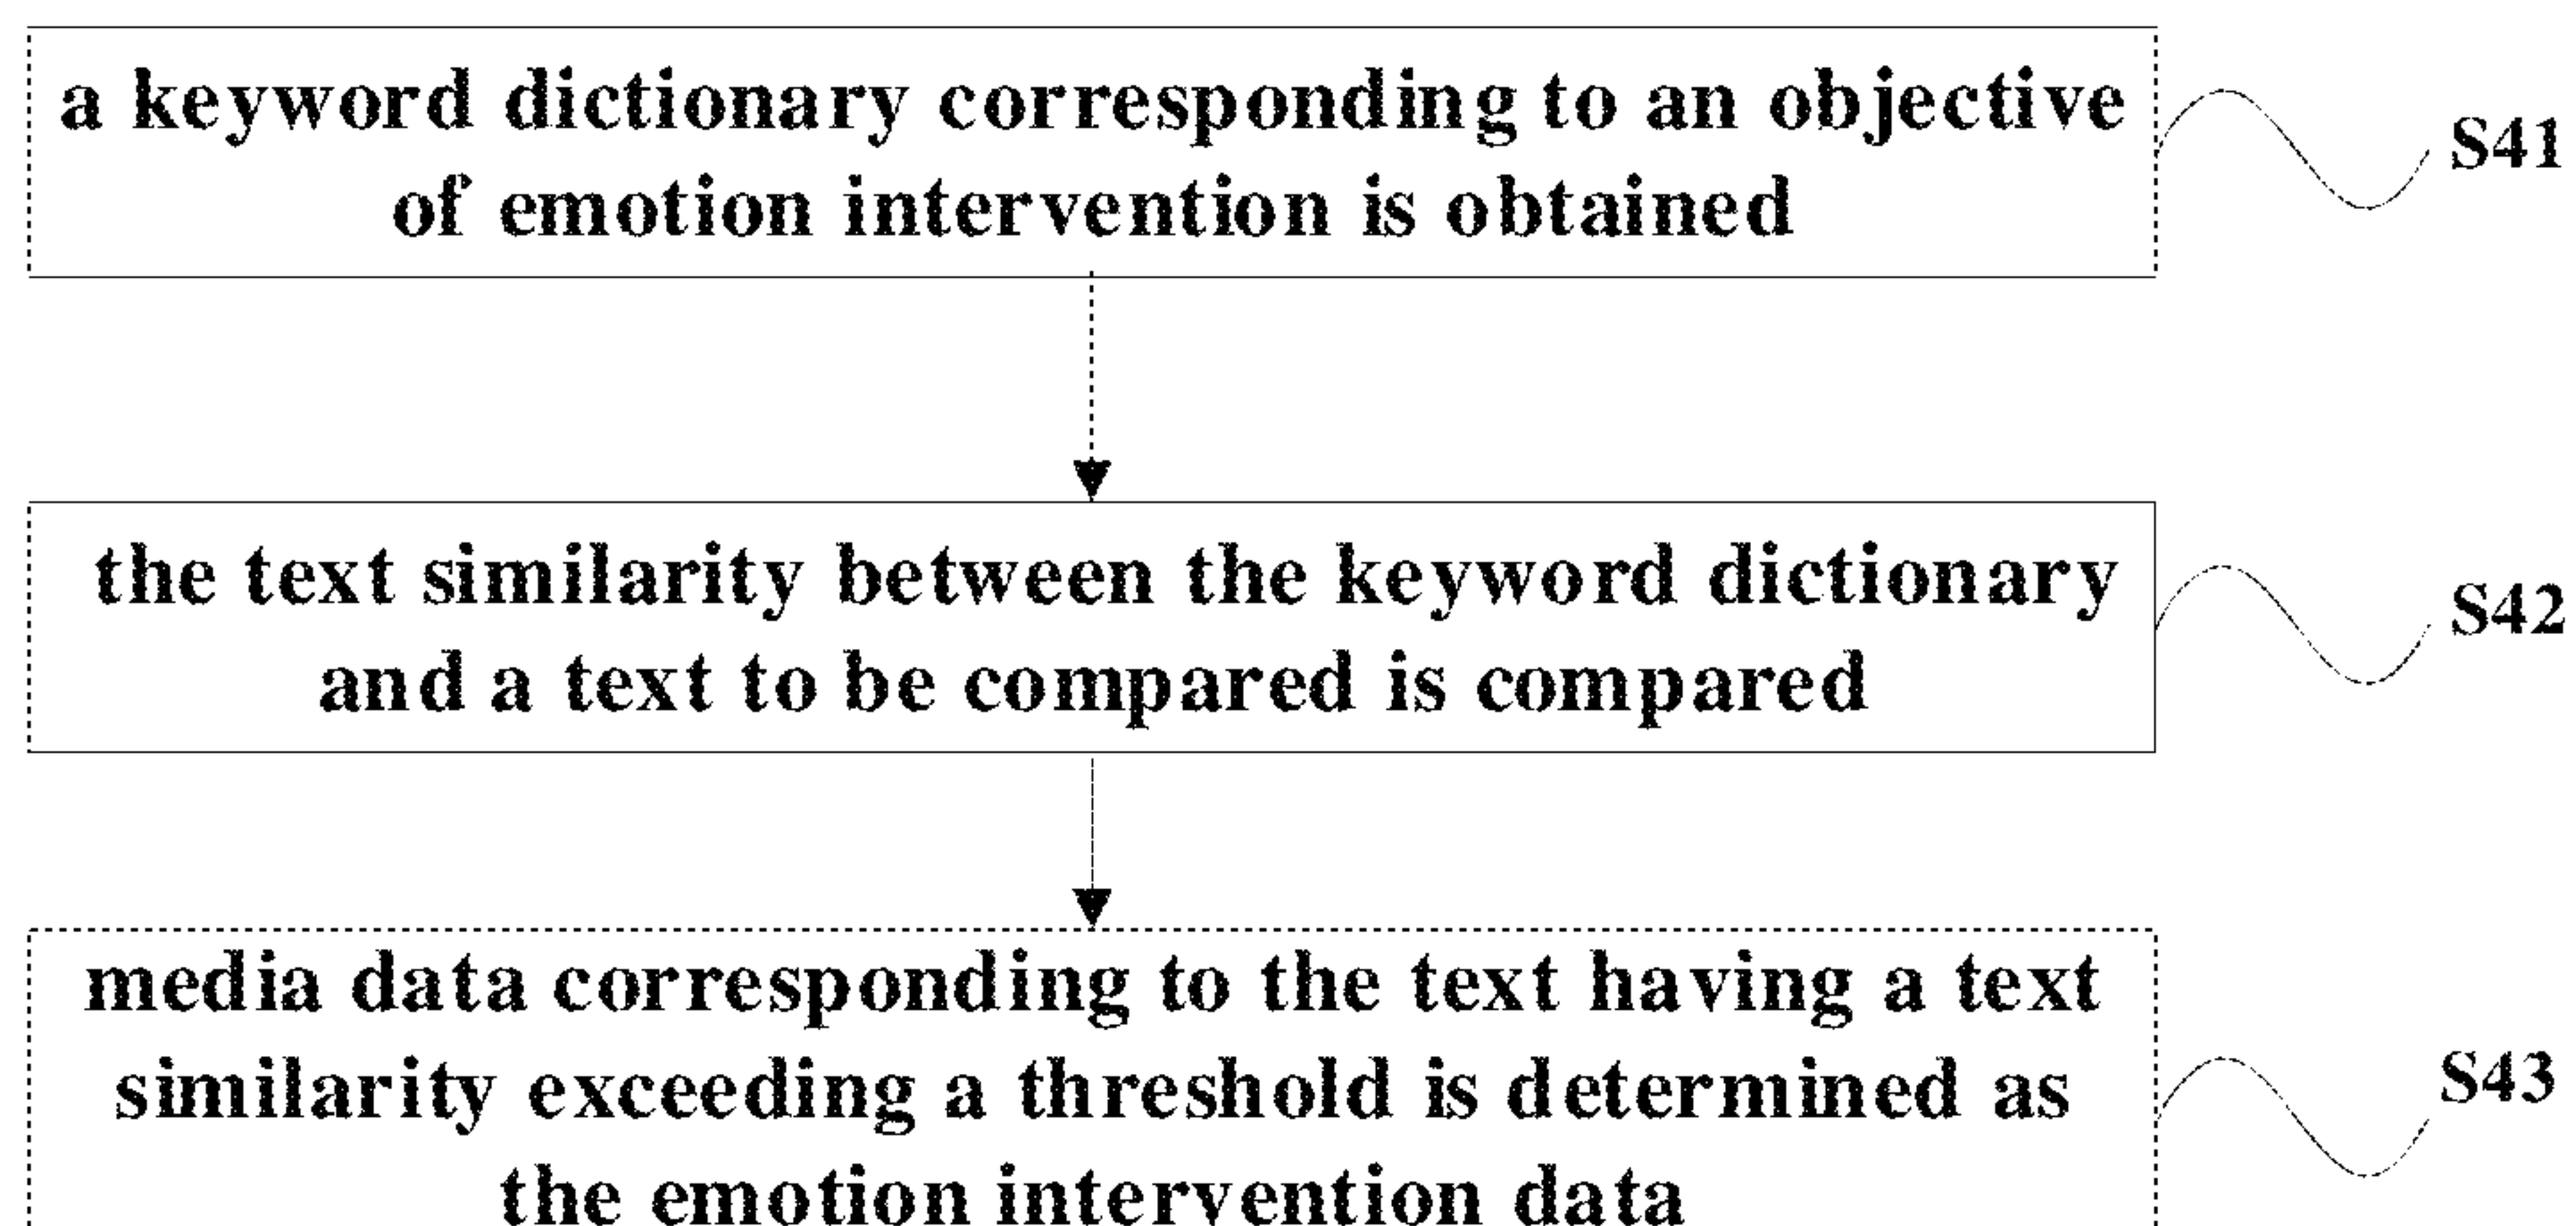 a keyword dictionary corresponding to an objective
of emotion intervention is obtained
S41
the text similarity between the keyword dictionary
and a text to be compared is compared
S42
media data corresponding to the text having a text
similarity exceeding a threshold is determined as
the emotion intervention data
S43